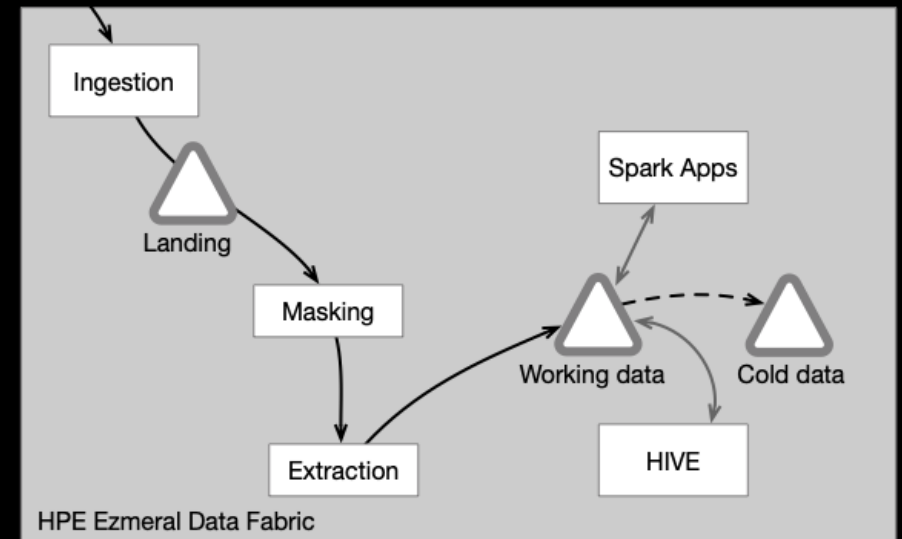 Ingestion
Landing
Masking
Extraction
Spark Apps
Working data
Cold data
HIVE
HPE Ezmeral Data Fabric